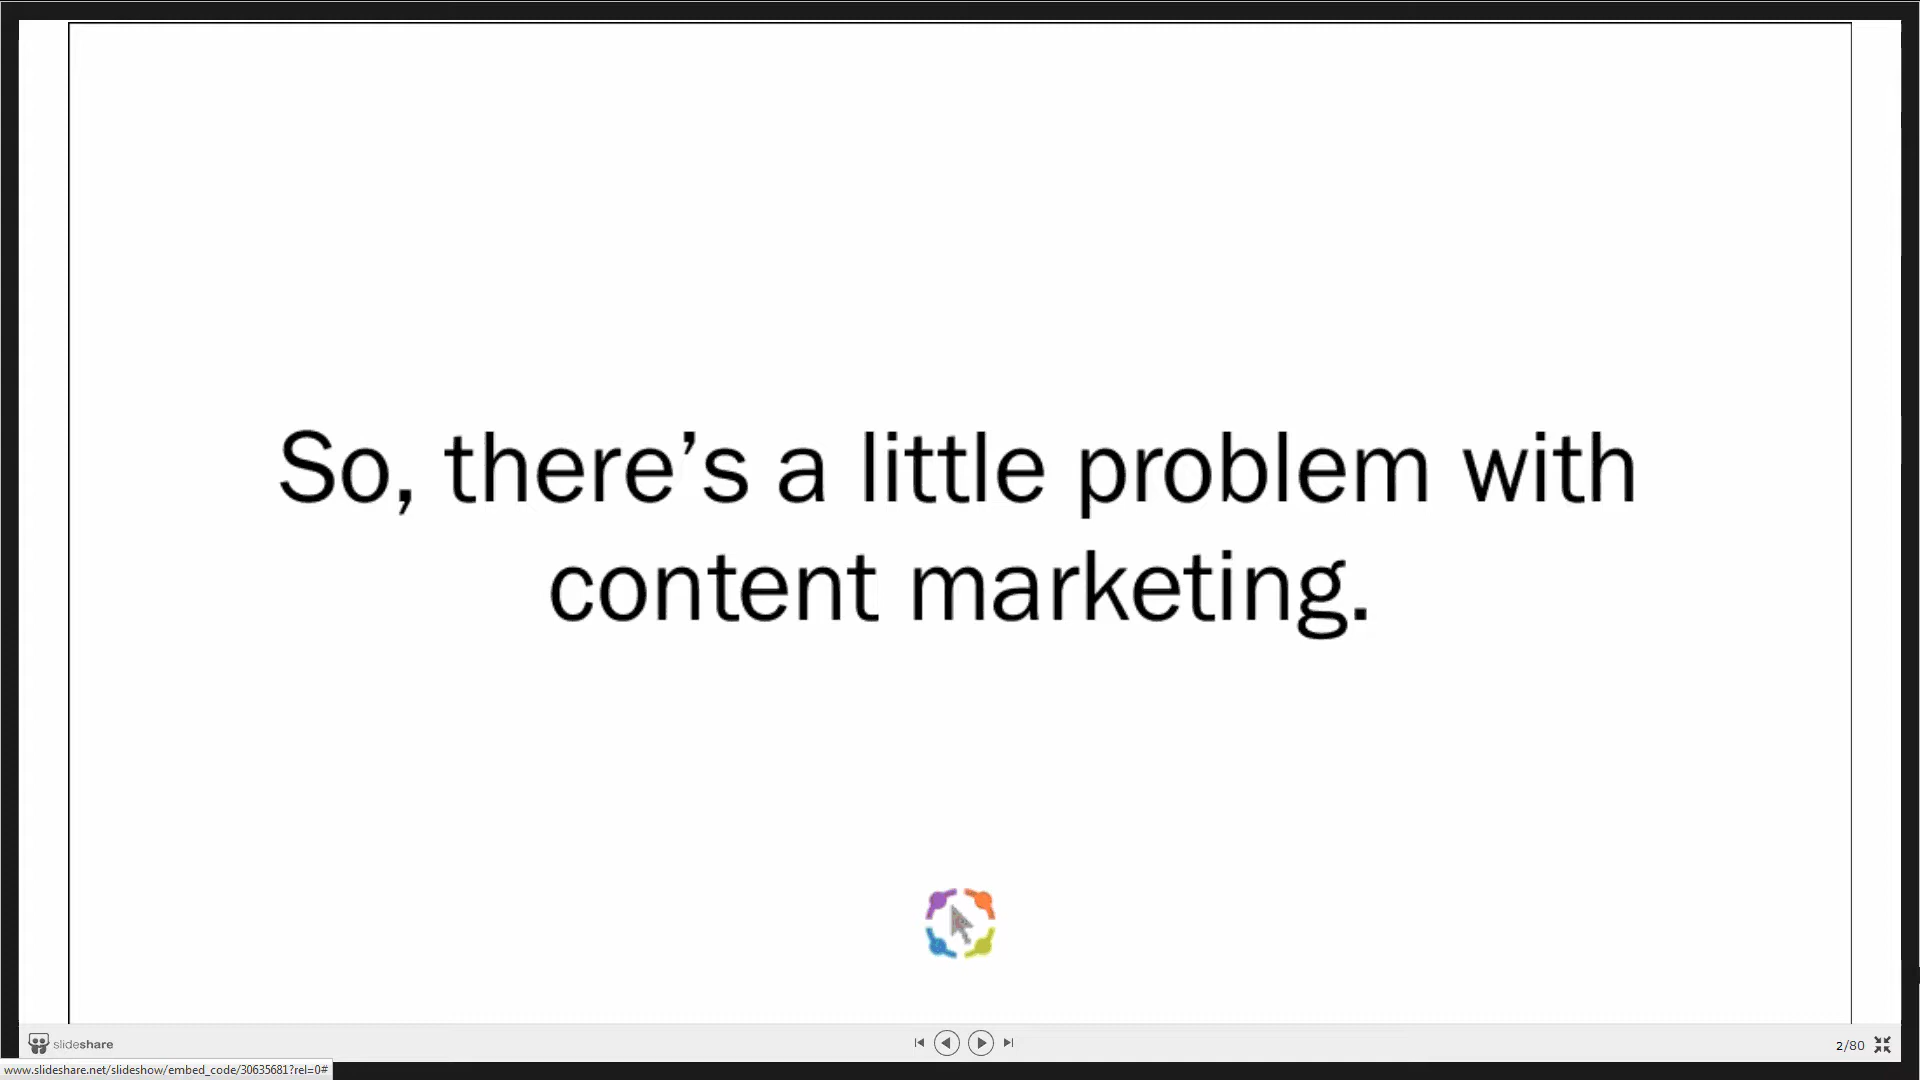 So, there’s a little problem with
content marketing.
slideshare
2/80
www.slideshare.net/slideshow/embed_code/30635681?rel=0#